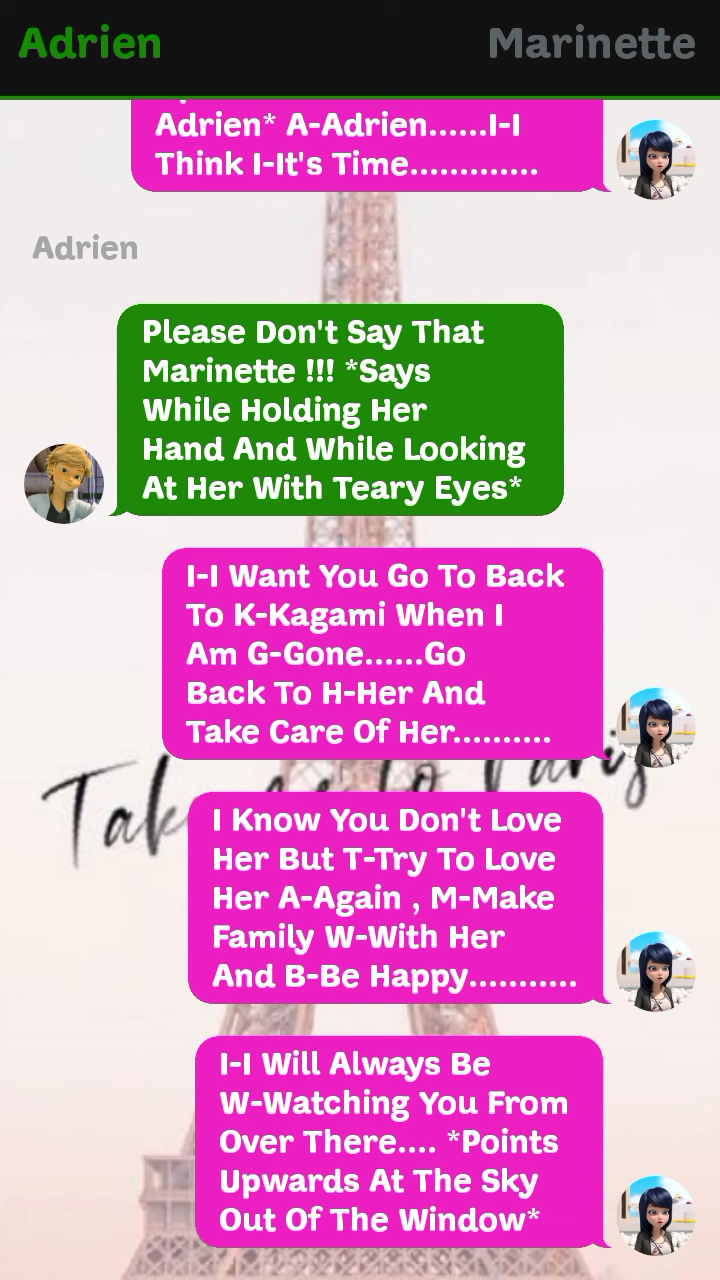 Adrien
Marinette
Adrien* A-Adrien......I-I
Think I-It's Time.............
Adrien
Please Don't Say That
Marinette !!! *Says
While Holding Her
Hand And While Looking
At Her With Teary Eyes*
I-I Want You Go To Back
To K-Kagami When I
Am G-Gone......Go
Back To H-Her And
Take Care Of Her..........
I Know You Don't Love
Her But T-Try To Love
Her A-Again , M-Make
Family W-With Her
And B-Be Happy...........
I-I Will Always Be
W-Watching You From
Over There.... *Points
Upwards At The Sky
Out Of The Window*